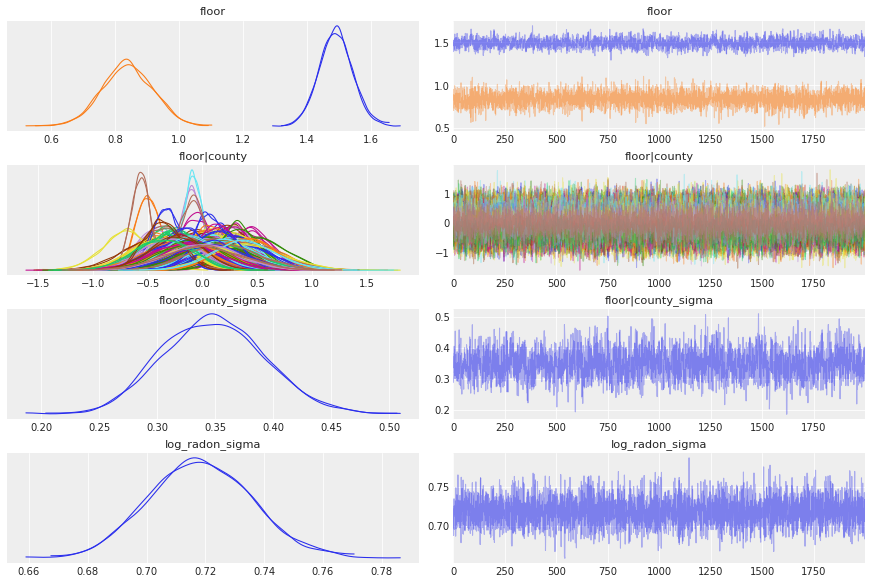 floor floor
1.5
1.0
0.5
0.6 0.8 1.0 1.2 1.4 1.6 0 250 500 750 1000 1250 1500 1750
floor|county floor|county
1
0
−1
−1.5 −1.0 −0.5 0.0 0.5 1.0 1.5 0 250 500 750 1000 1250 1500 1750
floor|county_sigma floor|county_sigma
0.5
0.4
0.3
0.2
0.20 0.25 0.30 0.35 0.40 0.45 0.50 0 250 500 750 1000 1250 1500 1750
log_radon_sigma log_radon_sigma
0.75
0.70
0.66 0.68 0.70 0.72 0.74 0.76 0.78 0 250 500 750 1000 1250 1500 1750